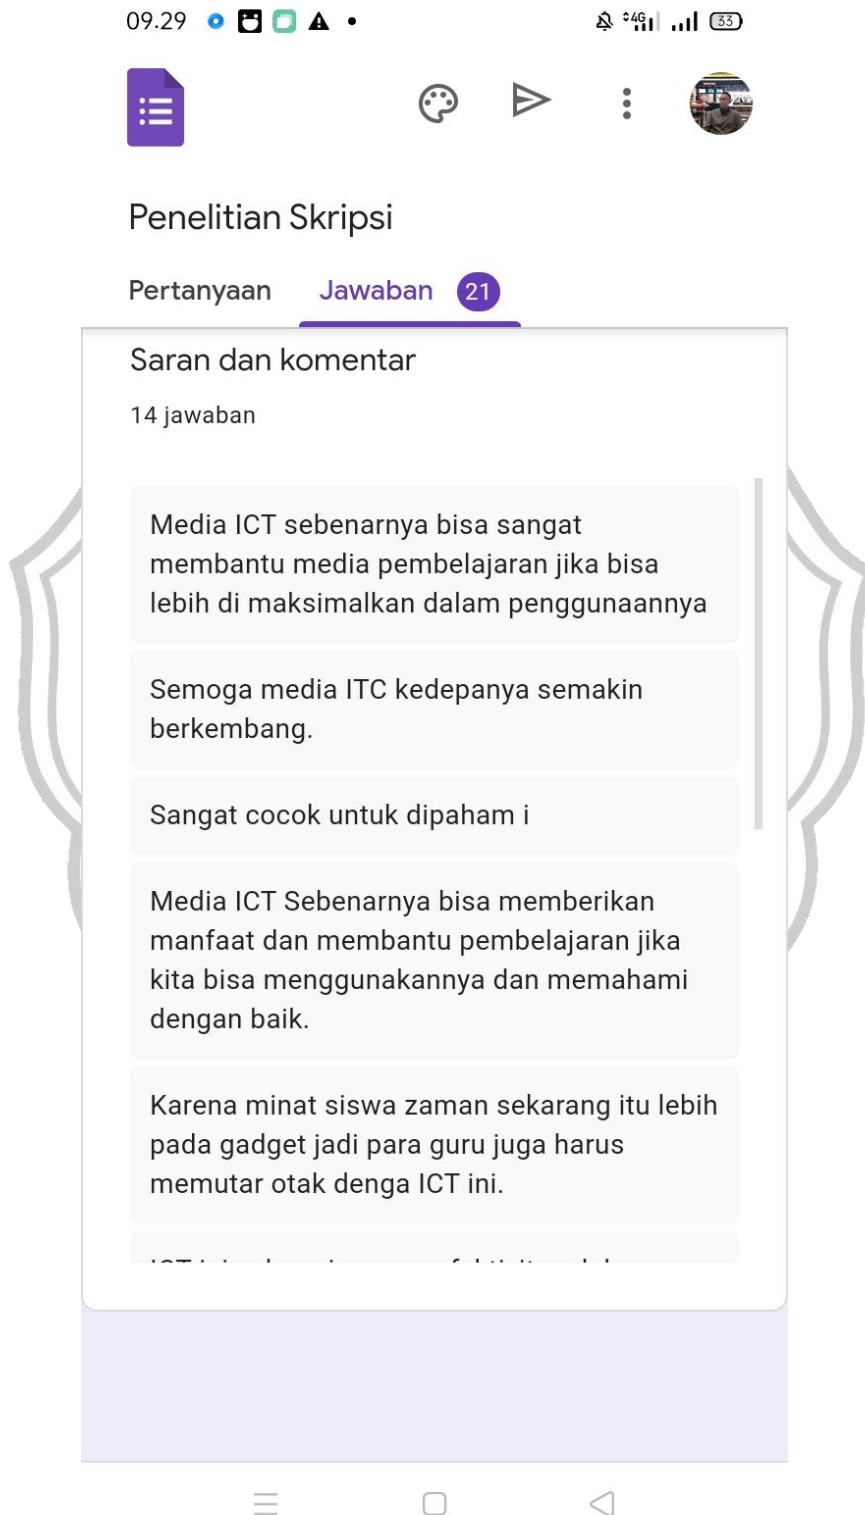 09.29
4G
33
Penelitian Skripsi
Pertanyaan Jawaban 21
Saran dan komentar
14 jawaban
Media ICT sebenarnya bisa sangat
membantu media pembelajaran jika bisa
lebih di maksimalkan dalam penggunaannya
Semoga media ITC kedepanya semakin
berkembang.
Sangat cocok untuk dipaham i
Media ICT Sebenarnya bisa memberikan
manfaat dan membantu pembelajaran jika
kita bisa menggunakannya dan memahami
dengan baik.
Karena minat siswa zaman sekarang itu lebih
pada gadget jadi para guru juga harus
memutar otak denga ICT ini.